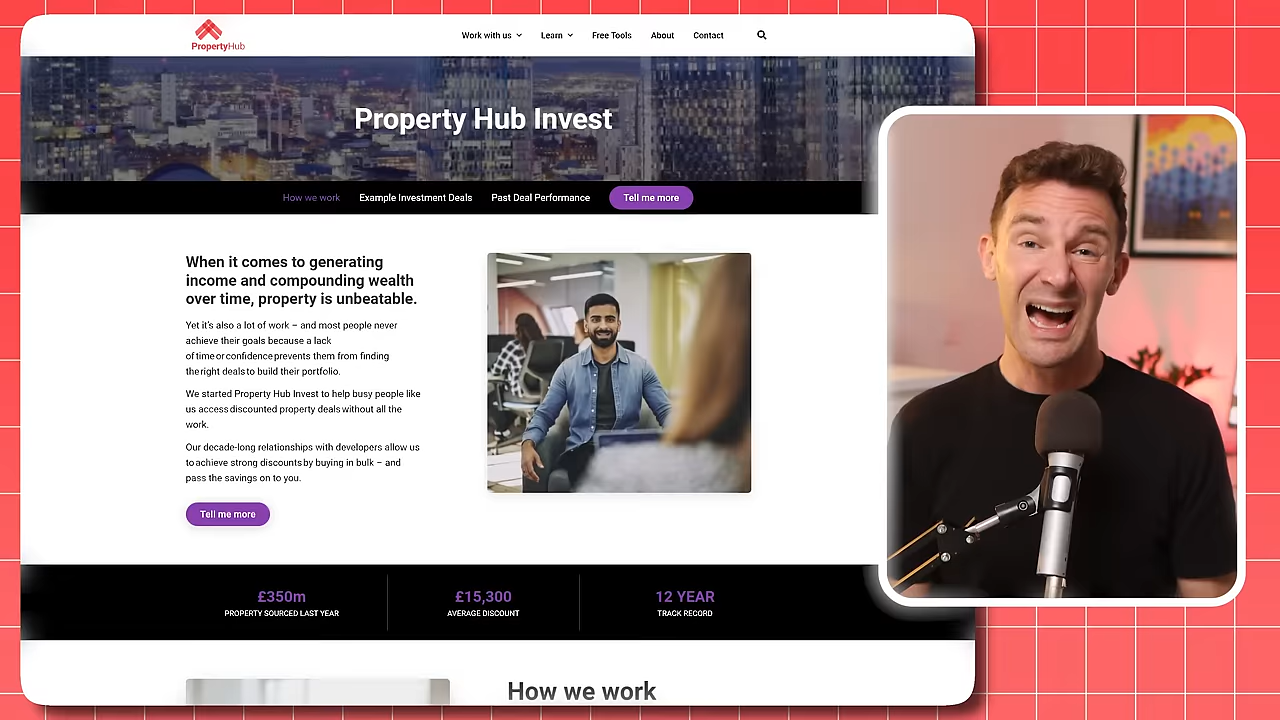 PropertyHub
Work with us
Learn
Free Tools
About
Contact
Property Hub Invest
How we work
Example Investment Deals
Past Deal Performance
Tell me more
When it comes to generating
income and compounding wealth
over time, property is unbeatable.
Yet it's also a lot of work – and most people never
achieve their goals because a lack
of time or confidence prevents them from finding
the right deals to build their portfolio.
We started Property Hub Invest to help busy people like
us access discounted property deals without all the
work.
Our decade-long relationships with developers allow us
to achieve strong discounts by buying in bulk – and
pass the savings on to you.
Tell me more
£350m
PROPERTY SOURCED LAST YEAR
£15,300
AVERAGE DISCOUNT
12 YEAR
TRACK RECORD
How we work